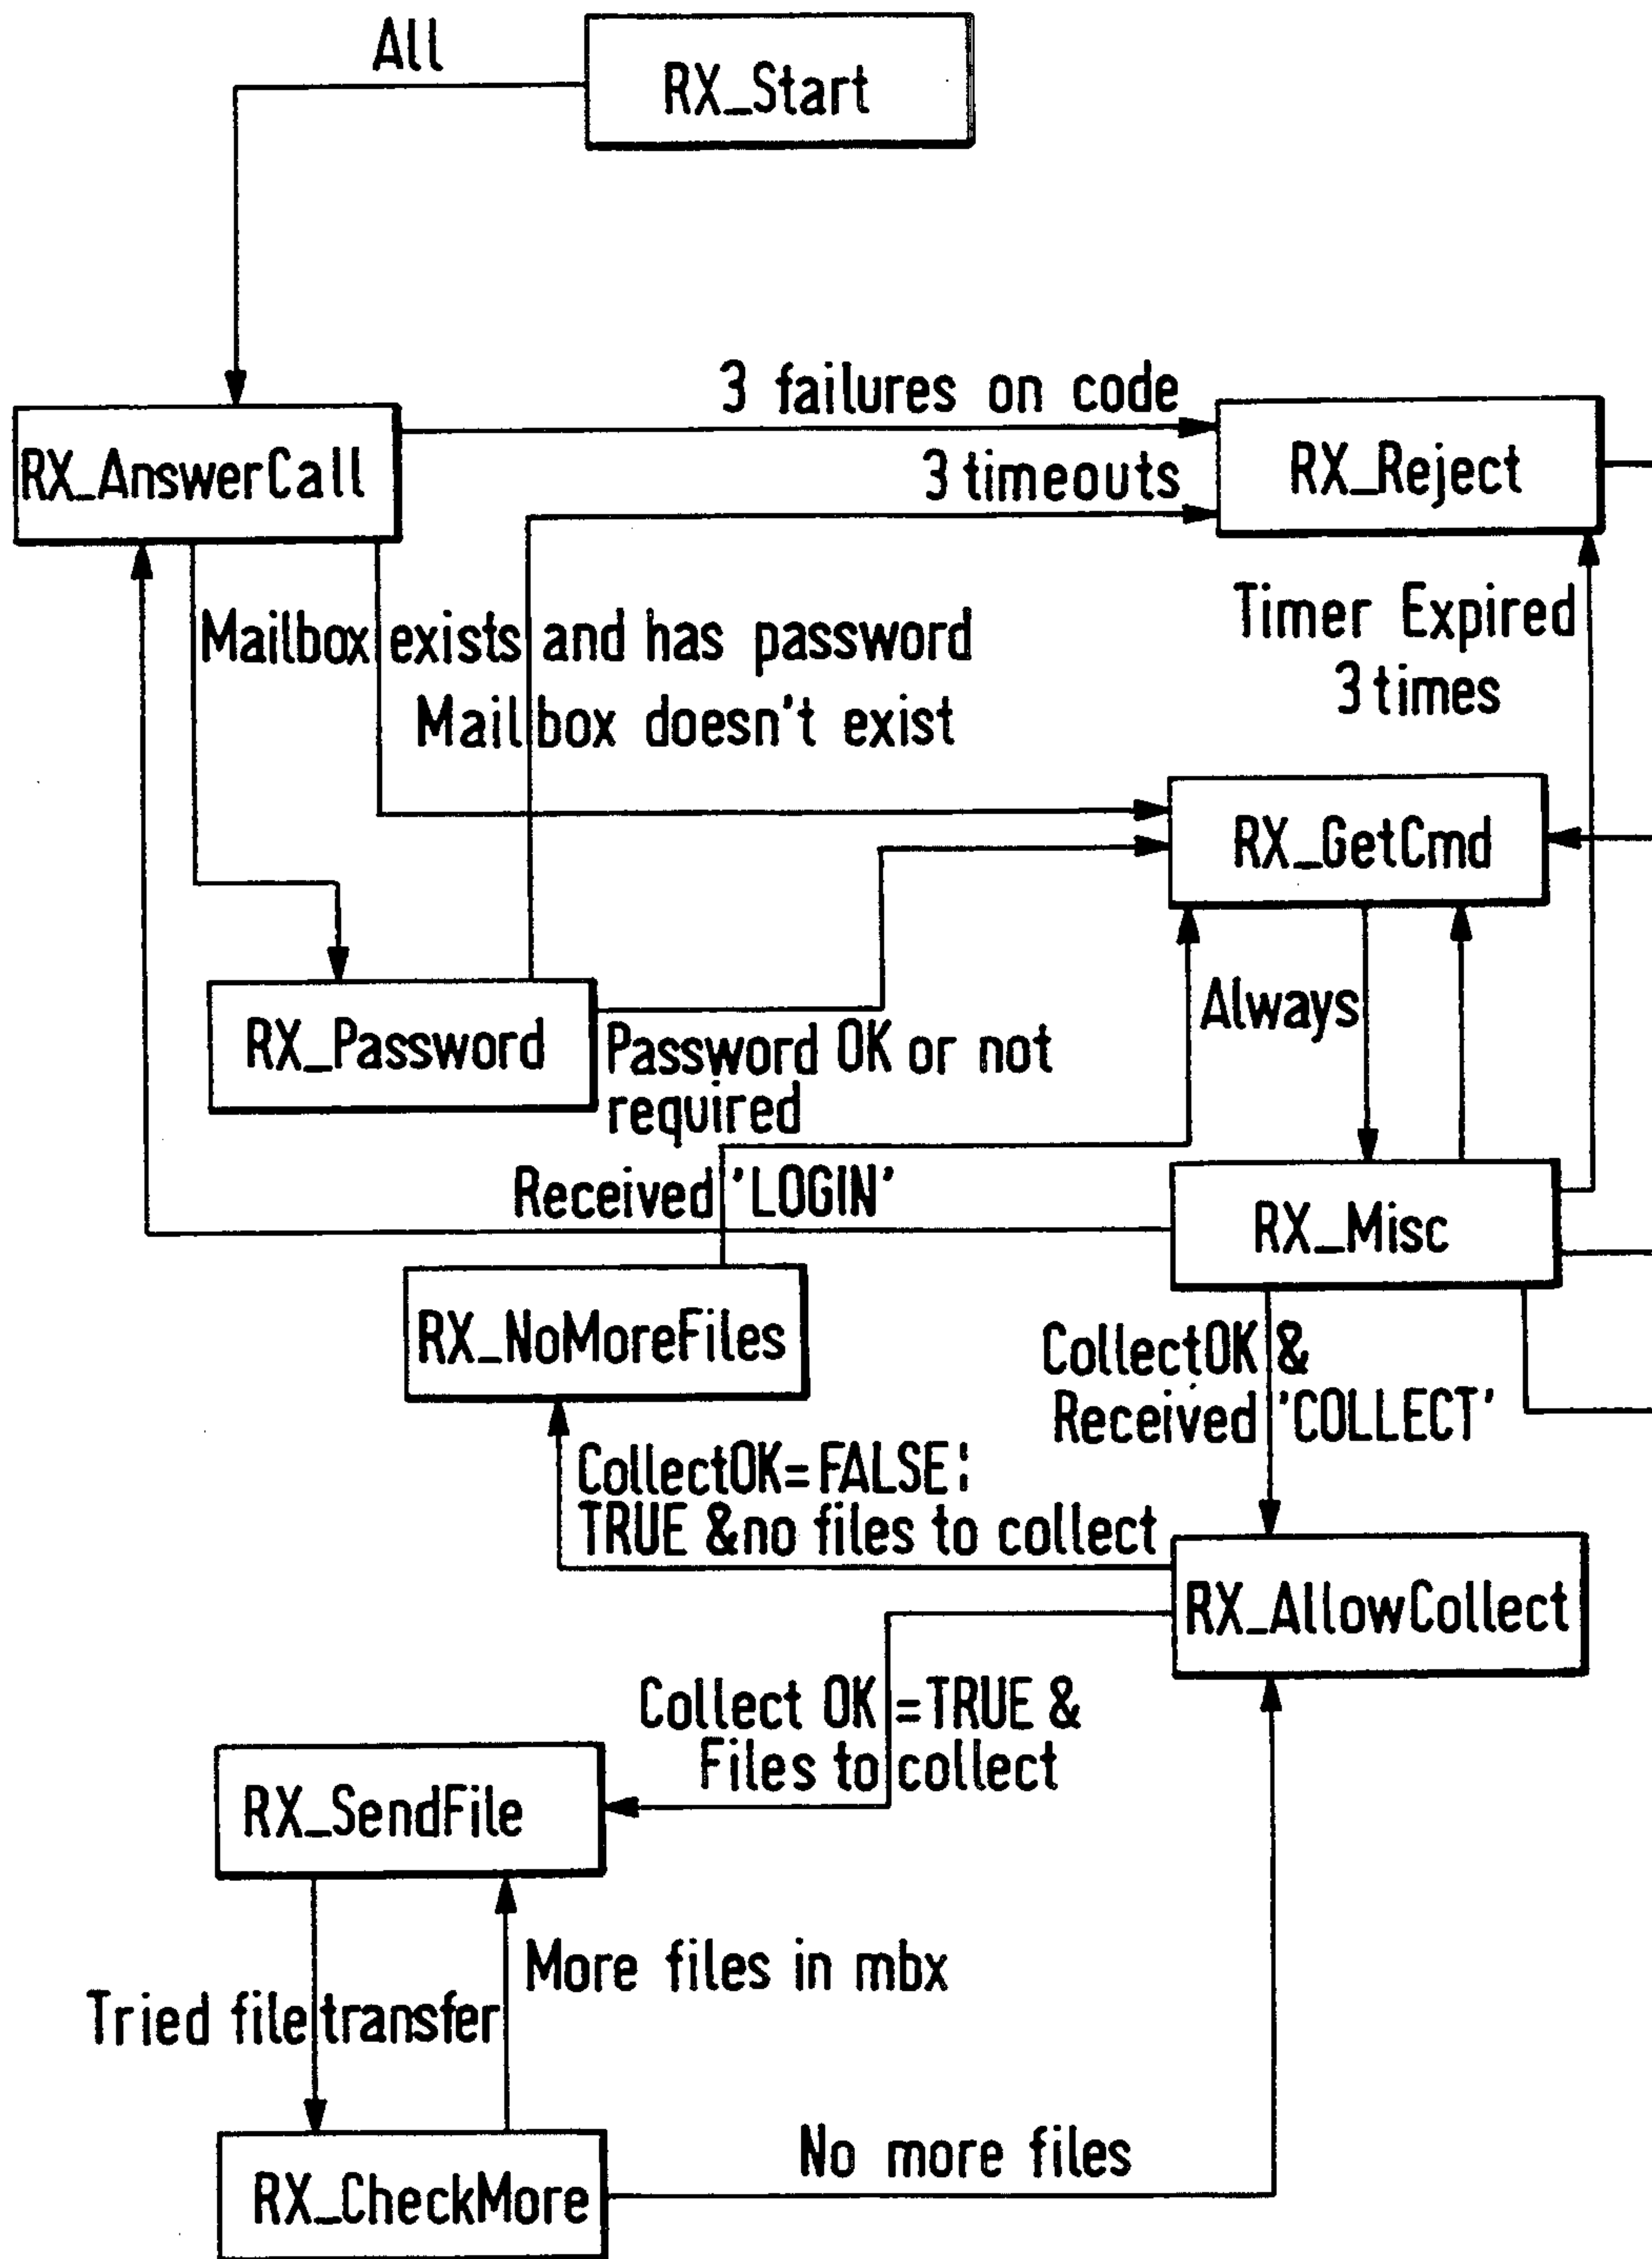 All
RX_Start
3 failures on code
RX_AnswerCall
3 timeouts
RX_Reject
Mailbox exists and has password
Mailbox doesn't exist
Timer Expired
3 times
RX_GetCmd
Always
RX_Password
Password OK or not
required
Received 'LOGIN'
RX_Misc
RX_NoMoreFiles
CollectOK &
Received 'COLLECT'
CollectOK=FALSE¦
TRUE & no files to collect
RX_AllowCollect
Collect OK =TRUE &
Files to collect
RX_SendFile
More files in mbx
Tried file transfer
No more files
RX_CheckMore